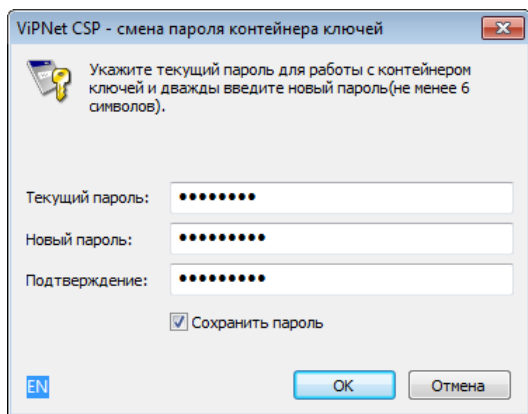 ViPNet CSP - смена пароля контейнера ключей
Укажите текущий пароль для работы с контейнером
ключей и дважды введите новый пароль(не менее 6
символов).
Текущий пароль: ••••••••
Новый пароль: •••••••••
Подтверждение: •••••••••
Сохранить пароль
EN OK Отмена